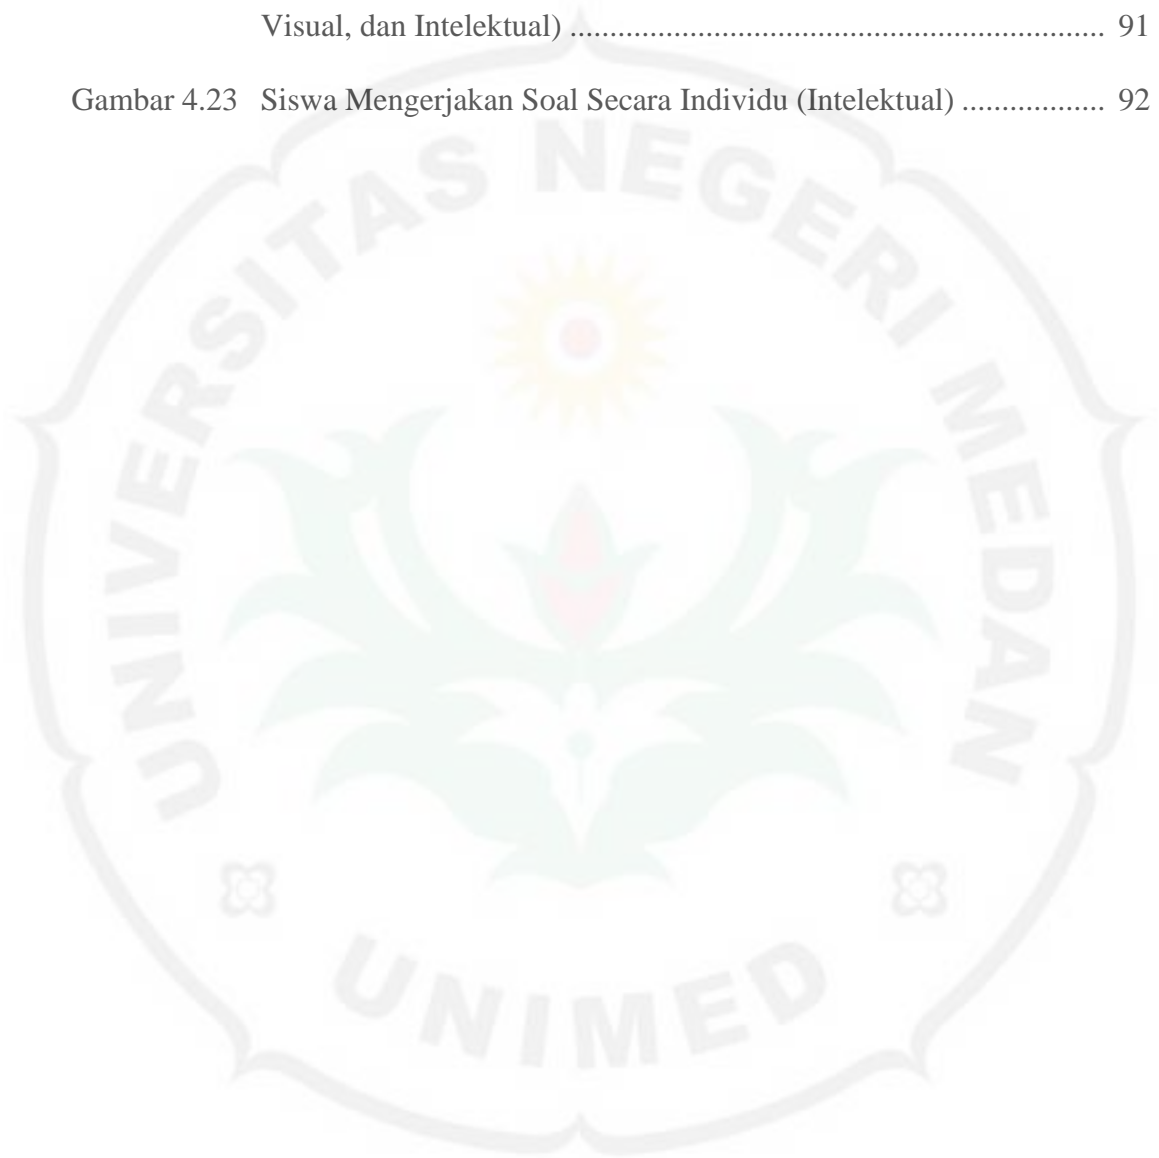 Visual, dan Intelektual) ....................................................................... 91
Gambar 4.23 Siswa Mengerjakan Soal Secara Individu (Intelektual) ................. 92
UNIVERSITAS NEGERI MEDAN
UNIMED